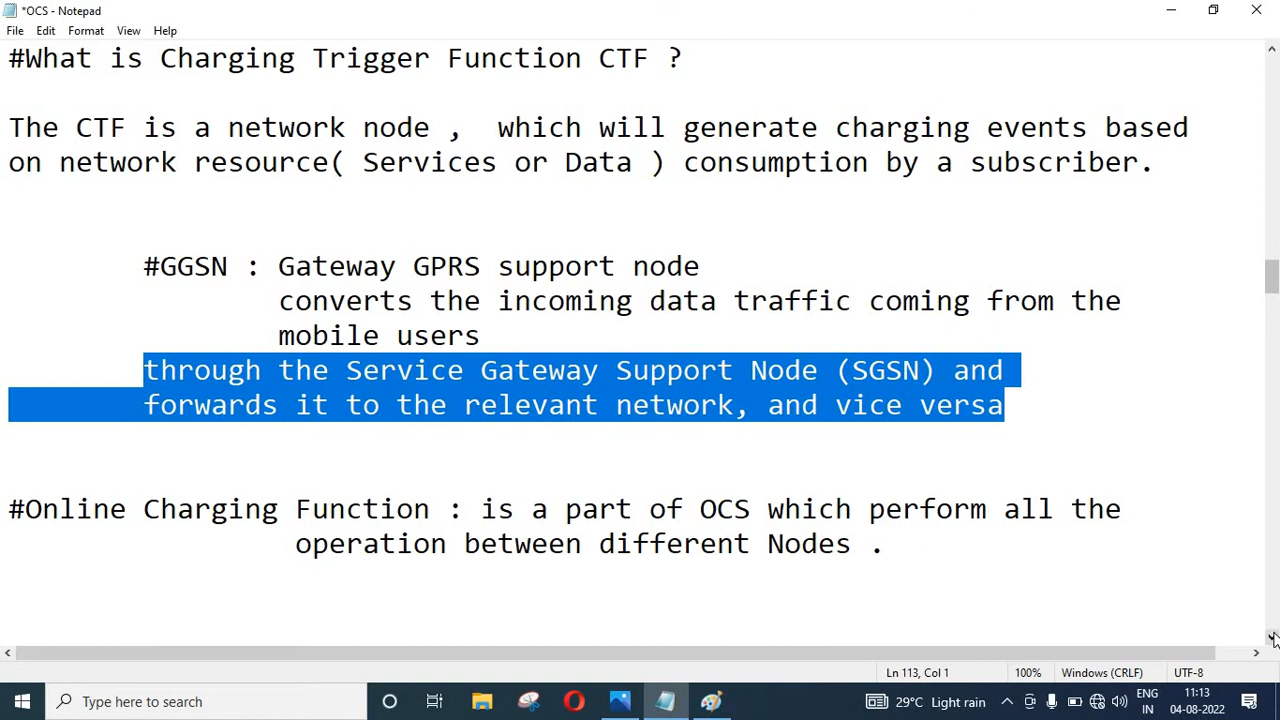 *OCS - Notepad
File Edit Format View Help
#What is Charging Trigger Function CTF ?
The CTF is a network node ,  which will generate charging events based
on network resource( Services or Data ) consumption by a subscriber.
#GGSN : Gateway GPRS support node
converts the incoming data traffic coming from the
mobile users
through the Service Gateway Support Node (SGSN) and
forwards it to the relevant network, and vice versa
#Online Charging Function : is a part of OCS which perform all the
operation between different Nodes .
Ln 113, Col 1 100% Windows (CRLF) UTF-8
Type here to search 29°C Light rain ENG 11:13
IN 04-08-2022